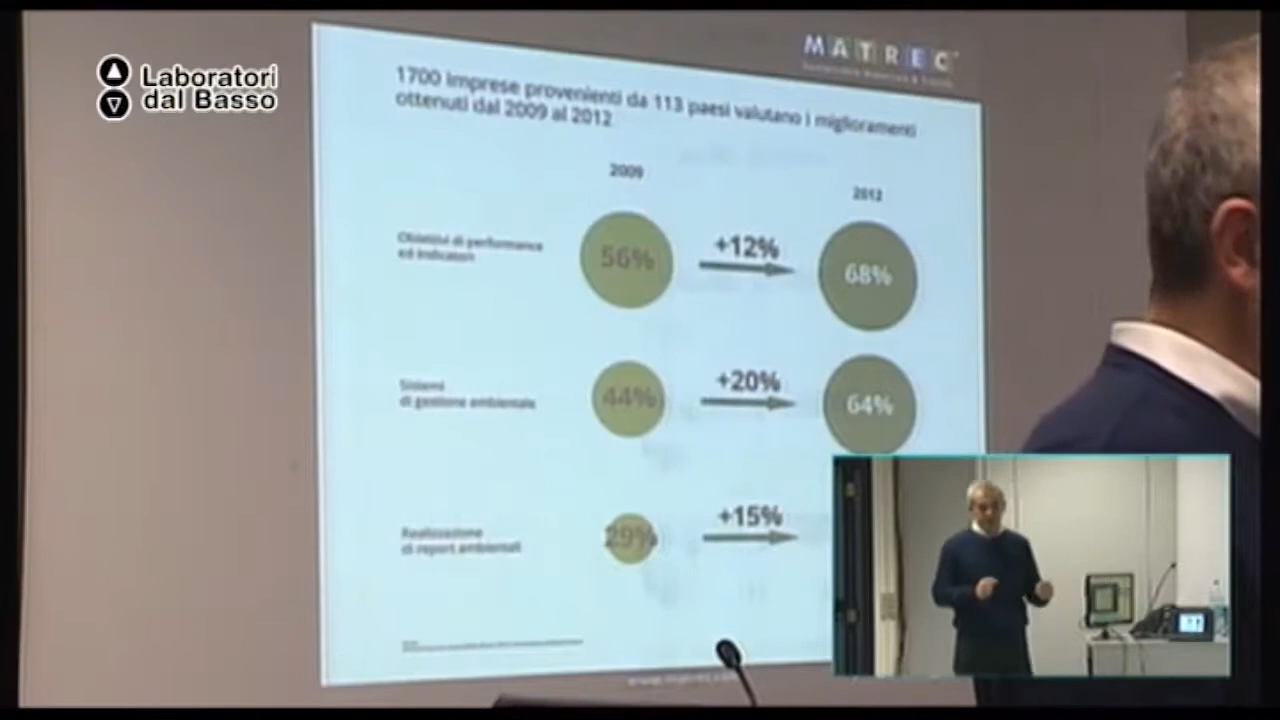 Laboratori
dal Basso
MATREC
1700 imprese provenienti da 113 paesi valutano i miglioramenti
ottenuti dal 2009 al 2012
2009
2012
Obiettivi di performance
ed indicatori
56%
+12%
68%
Sistemi
di gestione ambientale
44%
+20%
64%
Realizzazione
di report ambientali
29%
+15%